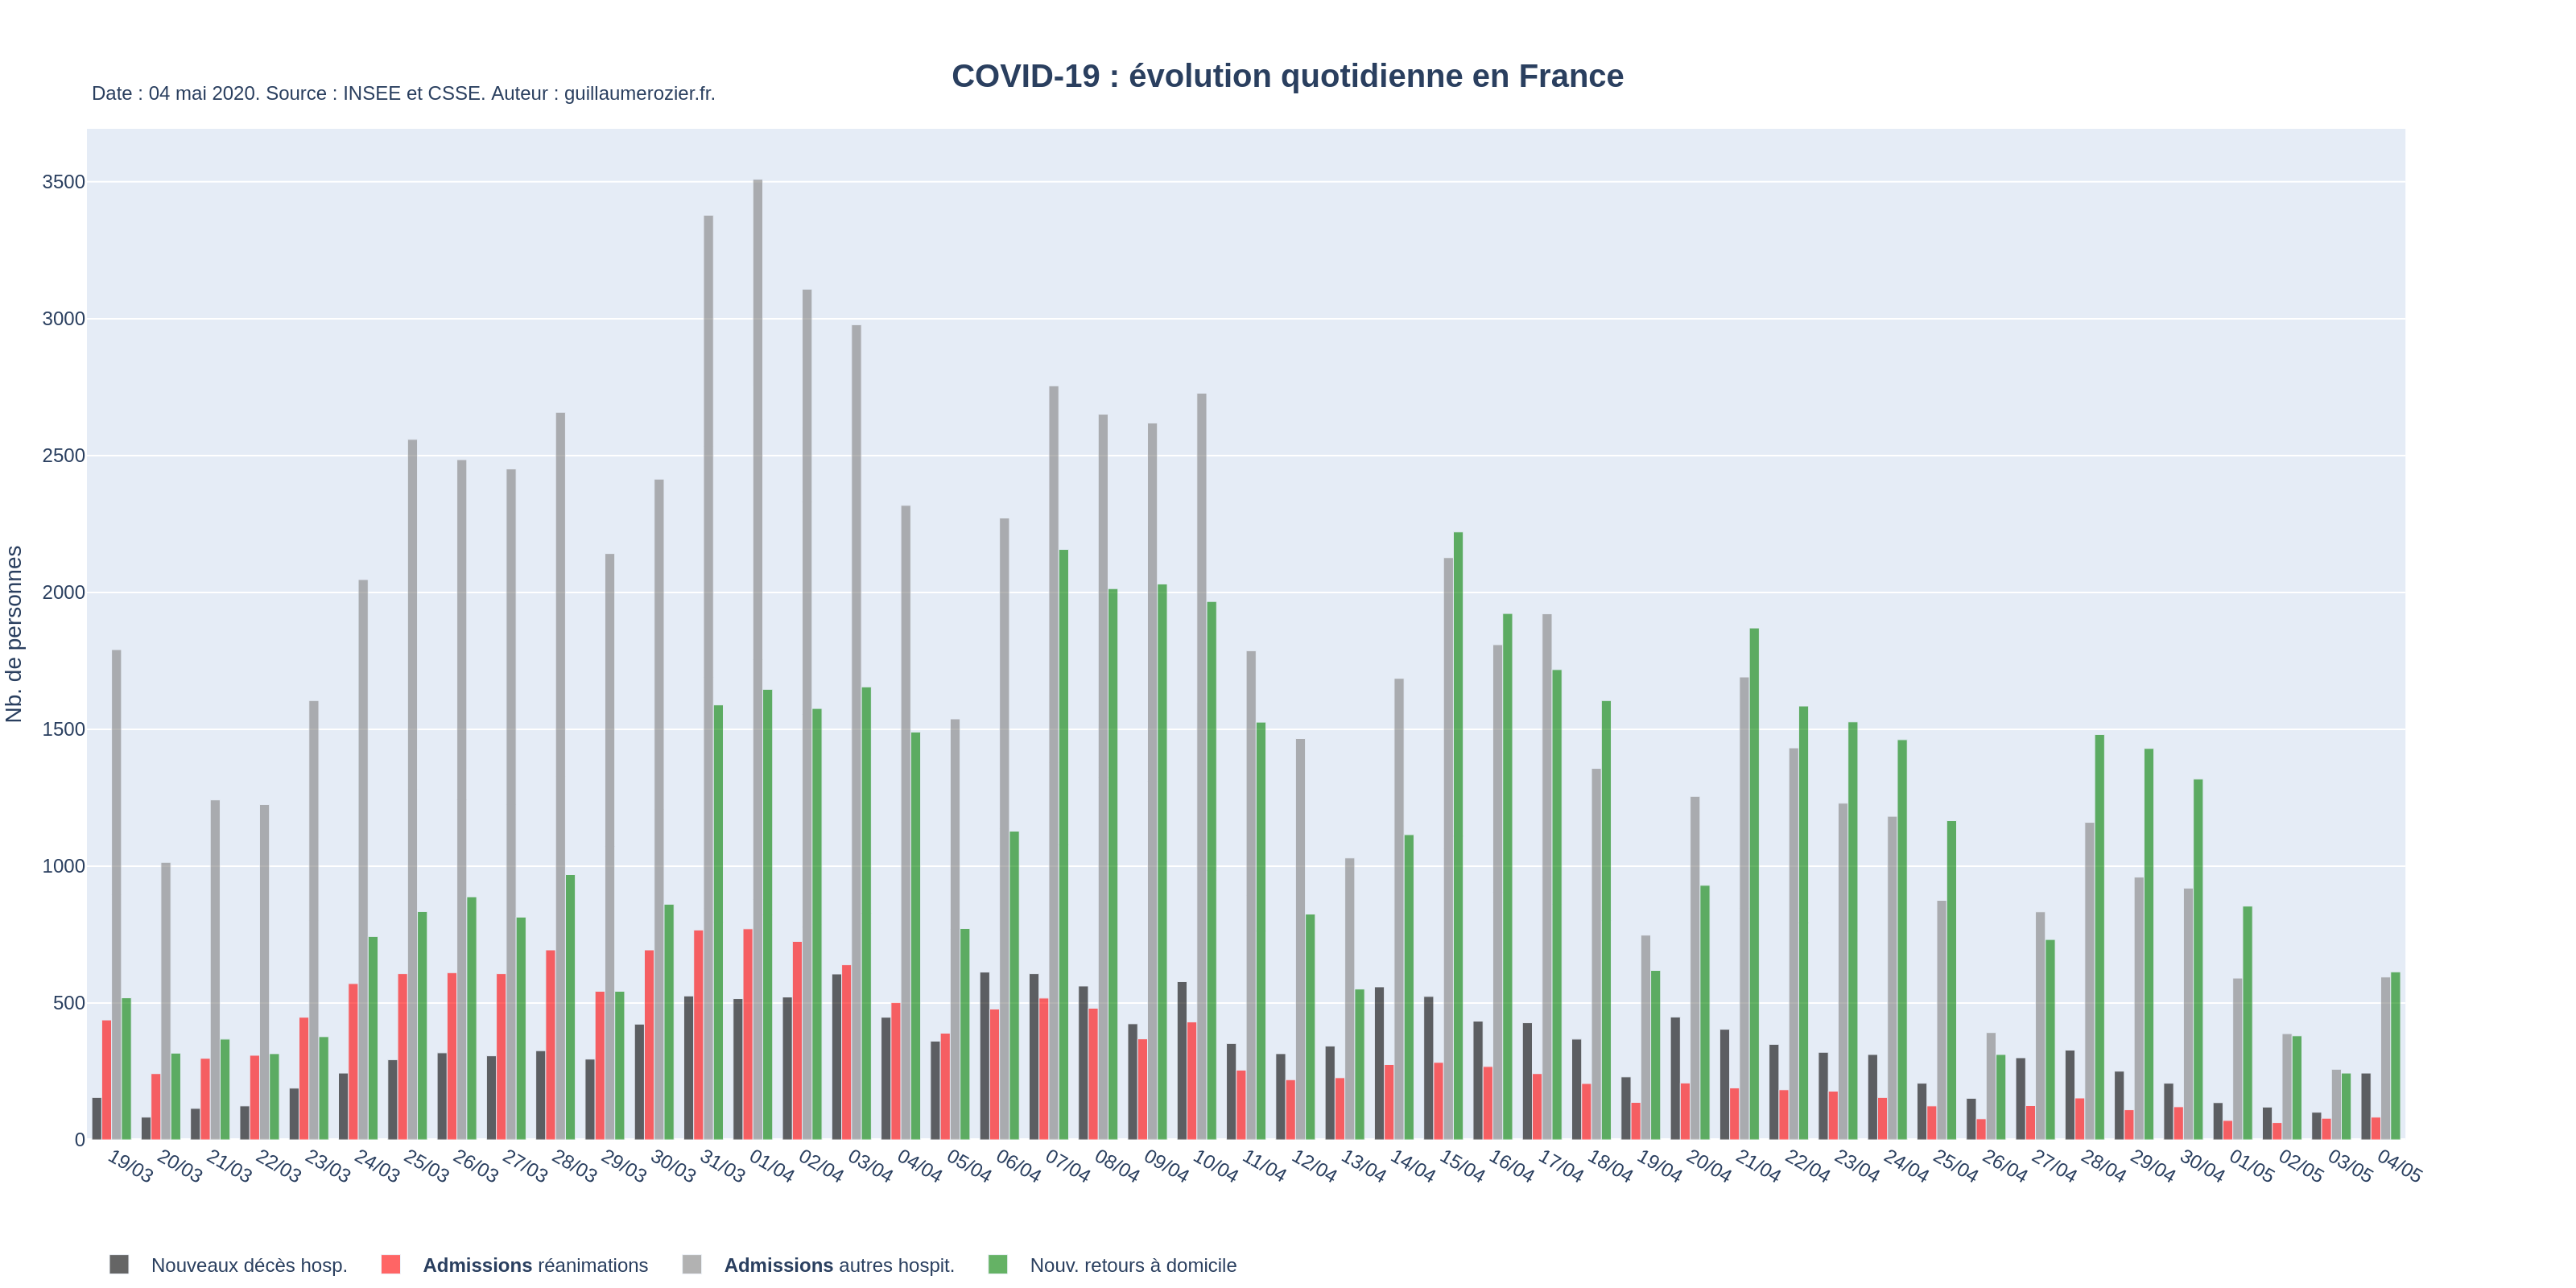 COVID-19 : évolution quotidienne en France
Date : 04 mai 2020. Source : INSEE et CSSE. Auteur : guillaumerozier.fr.
Nb. de personnes
3500
3000
2500
2000
1500
1000
500
0
19/03 20/03 21/03 22/03 23/03 24/03 25/03 26/03 27/03 28/03 29/03 30/03 31/03 01/04 02/04 03/04 04/04 05/04 06/04 07/04 08/04 09/04 10/04 11/04 12/04 13/04 14/04 15/04 16/04 17/04 18/04 19/04 20/04 21/04 22/04 23/04 24/04 25/04 26/04 27/04 28/04 29/04 30/04 01/05 02/05 03/05 04/05
Nouveaux décès hosp. Admissions réanimations Admissions autres hospit. Nouv. retours à domicile